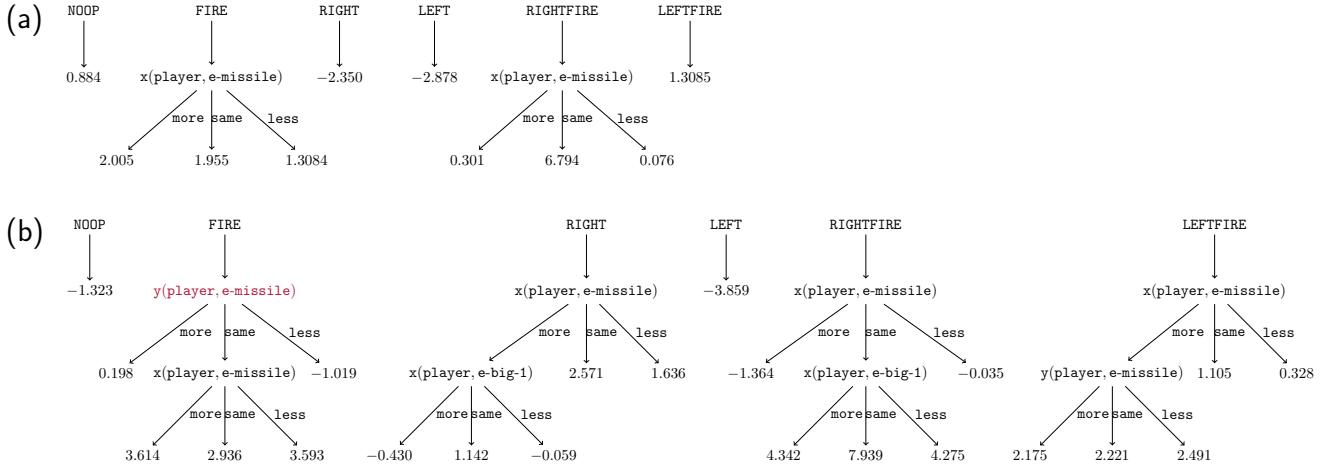 (a) NOOP FIRE RIGHT LEFT RIGHTFIRE LEFTFIRE
0.884 x(player, e-missile) −2.350 −2.878 x(player, e-missile) 1.3085
more same less more same less
2.005 1.955 1.3084 0.301 6.794 0.076
(b) NOOP FIRE RIGHT LEFT RIGHTFIRE LEFTFIRE
−1.323 y(player, e-missile) x(player, e-missile) −3.859 x(player, e-missile) x(player, e-missile)
more same less more same less more same less more same less
0.198 x(player, e-missile) −1.019 x(player, e-big-1) 2.571 1.636 −1.364 x(player, e-big-1) −0.035 y(player, e-missile) 1.105 0.328
more same less more same less more same less more same less
3.614 2.936 3.593 −0.430 1.142 −0.059 4.342 7.939 4.275 2.175 2.221 2.491